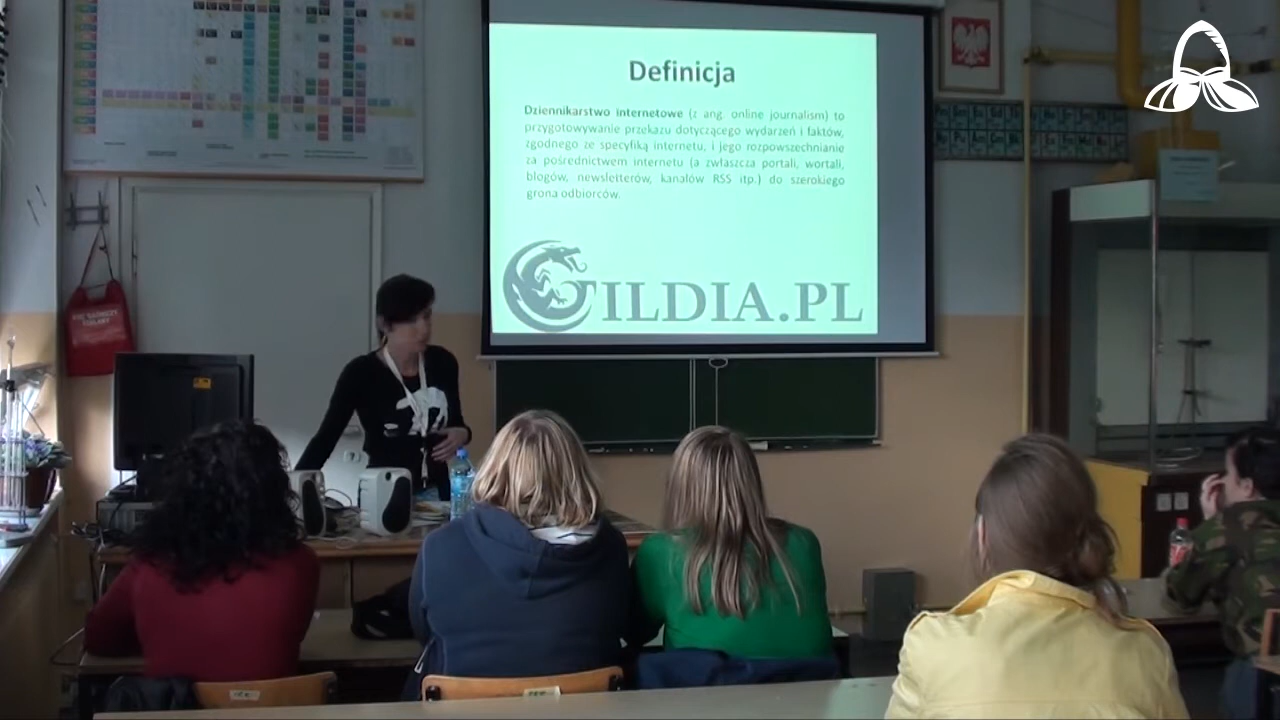 Definicja
Dziennikarstwo internetowe (z ang. online journalism) to
przygotowywanie przekazu dotyczącego wydarzeń i faktów,
zgodnego ze specyfiką internetu, i jego rozpowszechnianie
za pośrednictwem internetu (a zwłaszcza portali, wortali,
blogów, newsletterów, kanałów RSS itp.) do szerokiego
grona odbiorców.
GILDIA.PL